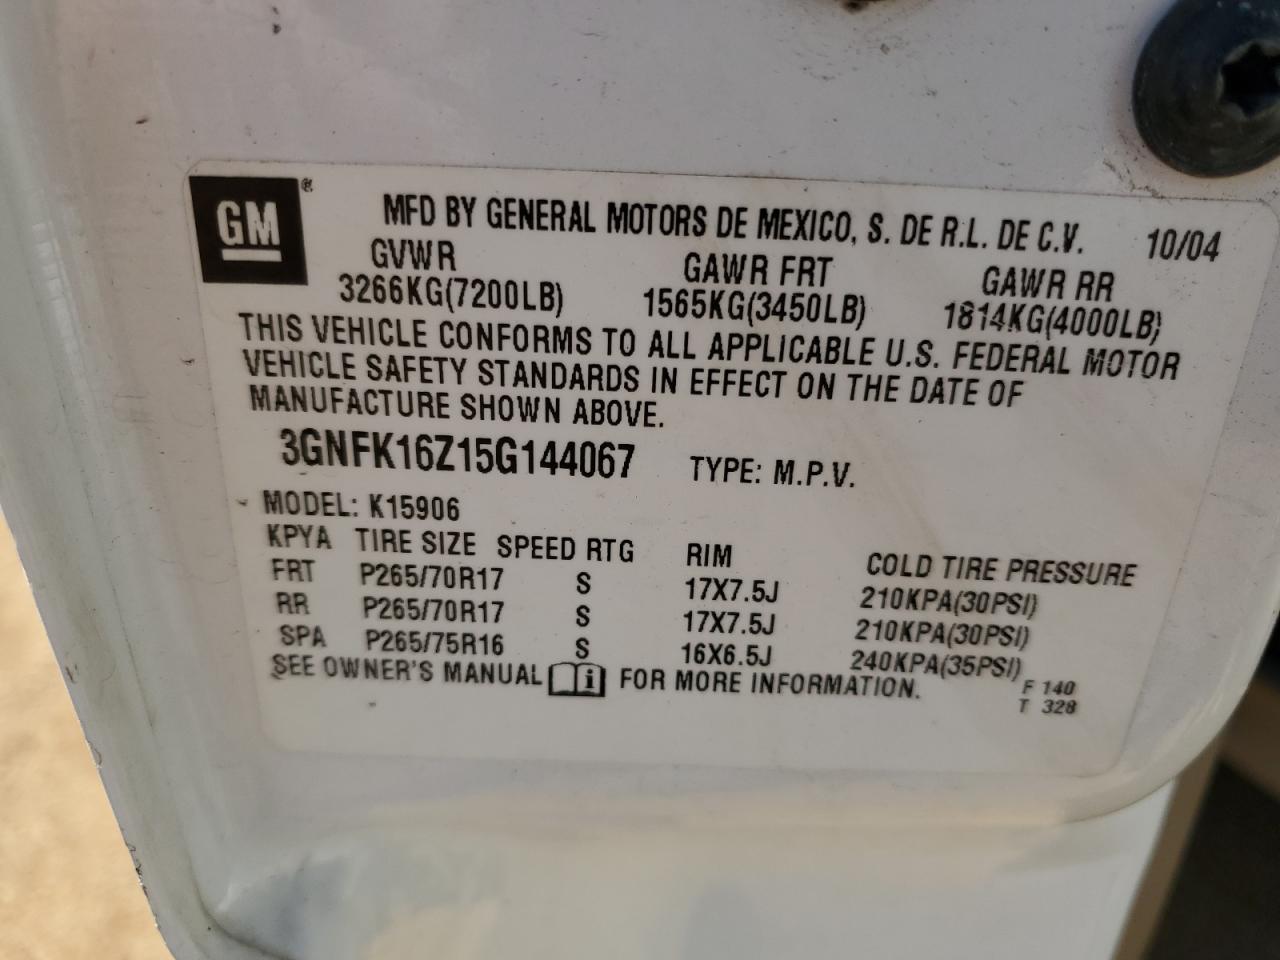 GM®
MFD BY GENERAL MOTORS DE MEXICO, S. DE R.L. DE C.V. 10/04
GVWR GAWR FRT GAWR RR
3266KG(7200LB) 1565KG(3450LB) 1814KG(4000LB)
THIS VEHICLE CONFORMS TO ALL APPLICABLE U.S. FEDERAL MOTOR
VEHICLE SAFETY STANDARDS IN EFFECT ON THE DATE OF
MANUFACTURE SHOWN ABOVE.
3GNFK16Z15G144067 TYPE: M.P.V.
MODEL: K15906
KPYA TIRE SIZE SPEED RTG RIM COLD TIRE PRESSURE
FRT P265/70R17 S 17X7.5J 210KPA(30PSI)
RR P265/70R17 S 17X7.5J 210KPA(30PSI)
SPA P265/75R16 S 16X6.5J 240KPA(35PSI)
SEE OWNER'S MANUAL i FOR MORE INFORMATION.
F 140
T 328